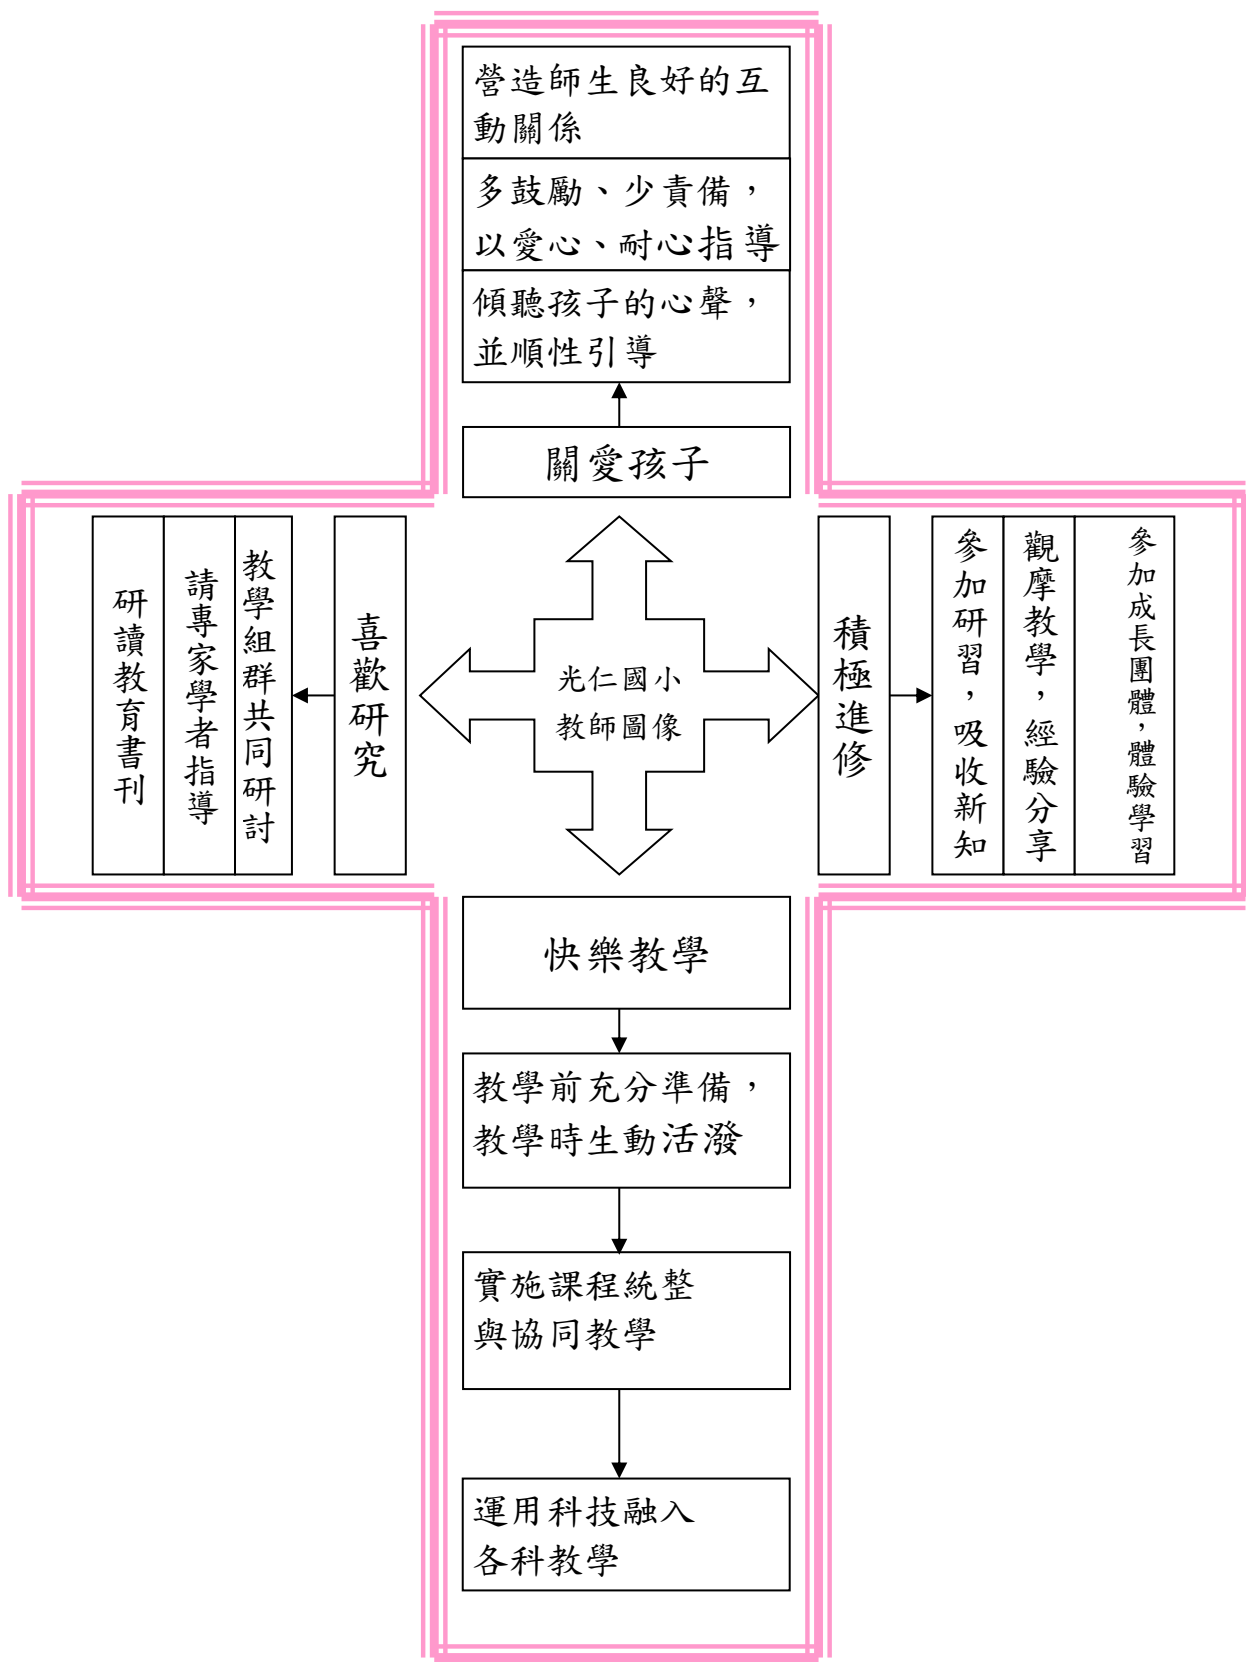 營造師生良好的互
動關係
多鼓勵、少責備，
以愛心、耐心指導
傾聽孩子的心聲，
並順性引導
關愛孩子
研讀教育書刊
請專家學者指導
教學組群共同研討
喜歡研究
光仁國小
教師圖像
積極進修
參加研習，吸收新知
觀摩教學，經驗分享
參加成長團體，體驗學習
快樂教學
教學前充分準備，
教學時生動活潑
實施課程統整
與協同教學
運用科技融入
各科教學